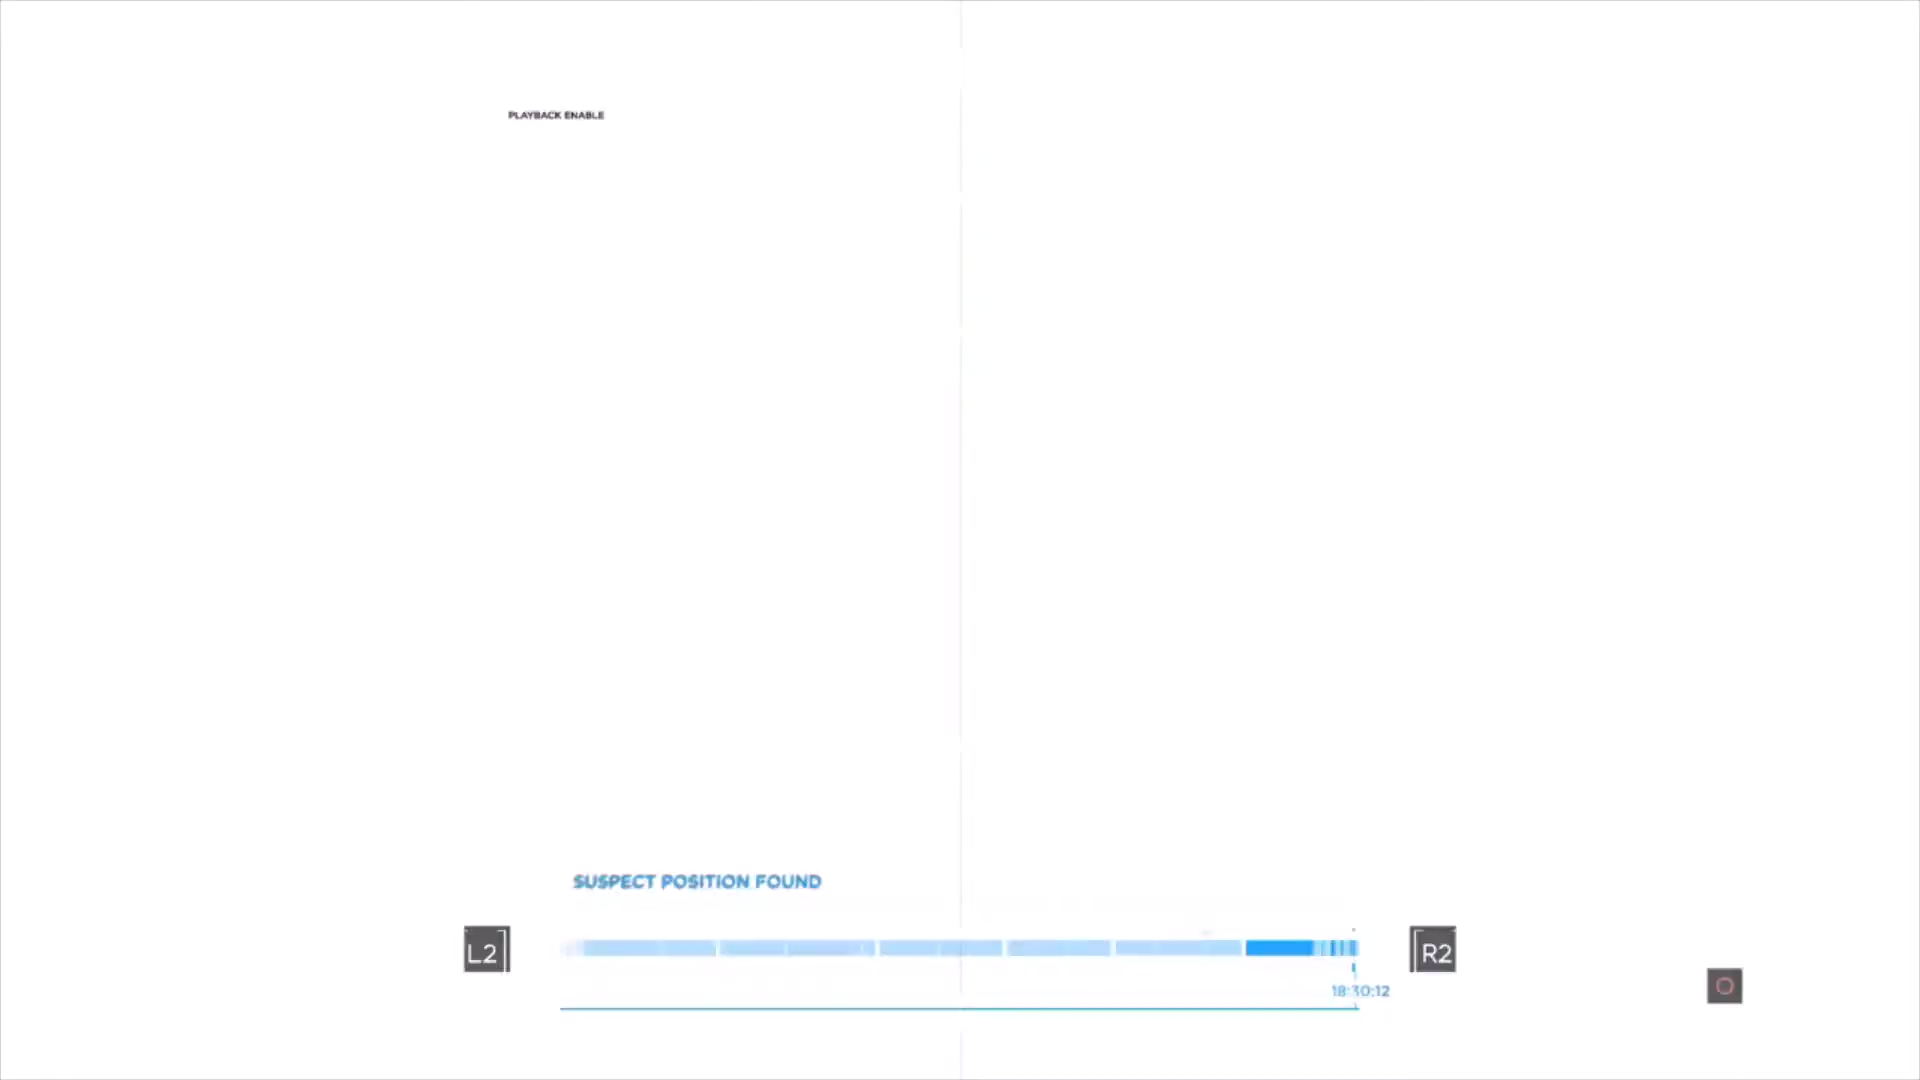 PLAYBACK ENABLE
SUSPECT POSITION FOUND
L2
R2
18:30:12